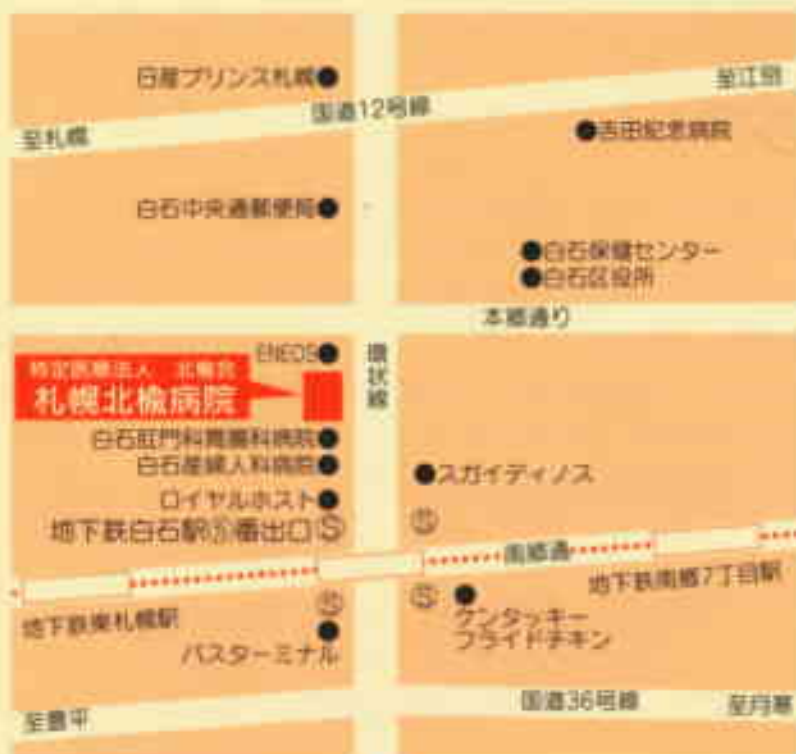 日産プリンス札幌
至江別
国道12号線
至札幌
吉田記念病院
白石中央通郵便局
白石保健センター
白石区役所
本郷通り
ENEOS
環状線
特定医療法人 北楡会
札幌北楡病院
白石肛門科胃腸科病院
白石産婦人科病院
スガイディノス
ロイヤルホスト
地下鉄白石駅⑤番出口 Ⓢ
Ⓢ
南郷通
地下鉄南郷7丁目駅
Ⓢ
Ⓢ
ケンタッキー
フライドチキン
地下鉄東札幌駅
バスターミナル
国道36号線
至月寒
至豊平